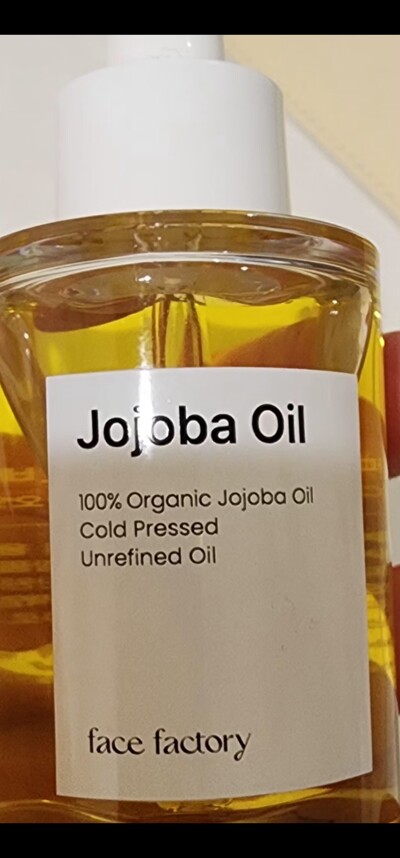 Jojoba Oil
100% Organic Jojoba Oil
Cold Pressed
Unrefined Oil
face factory